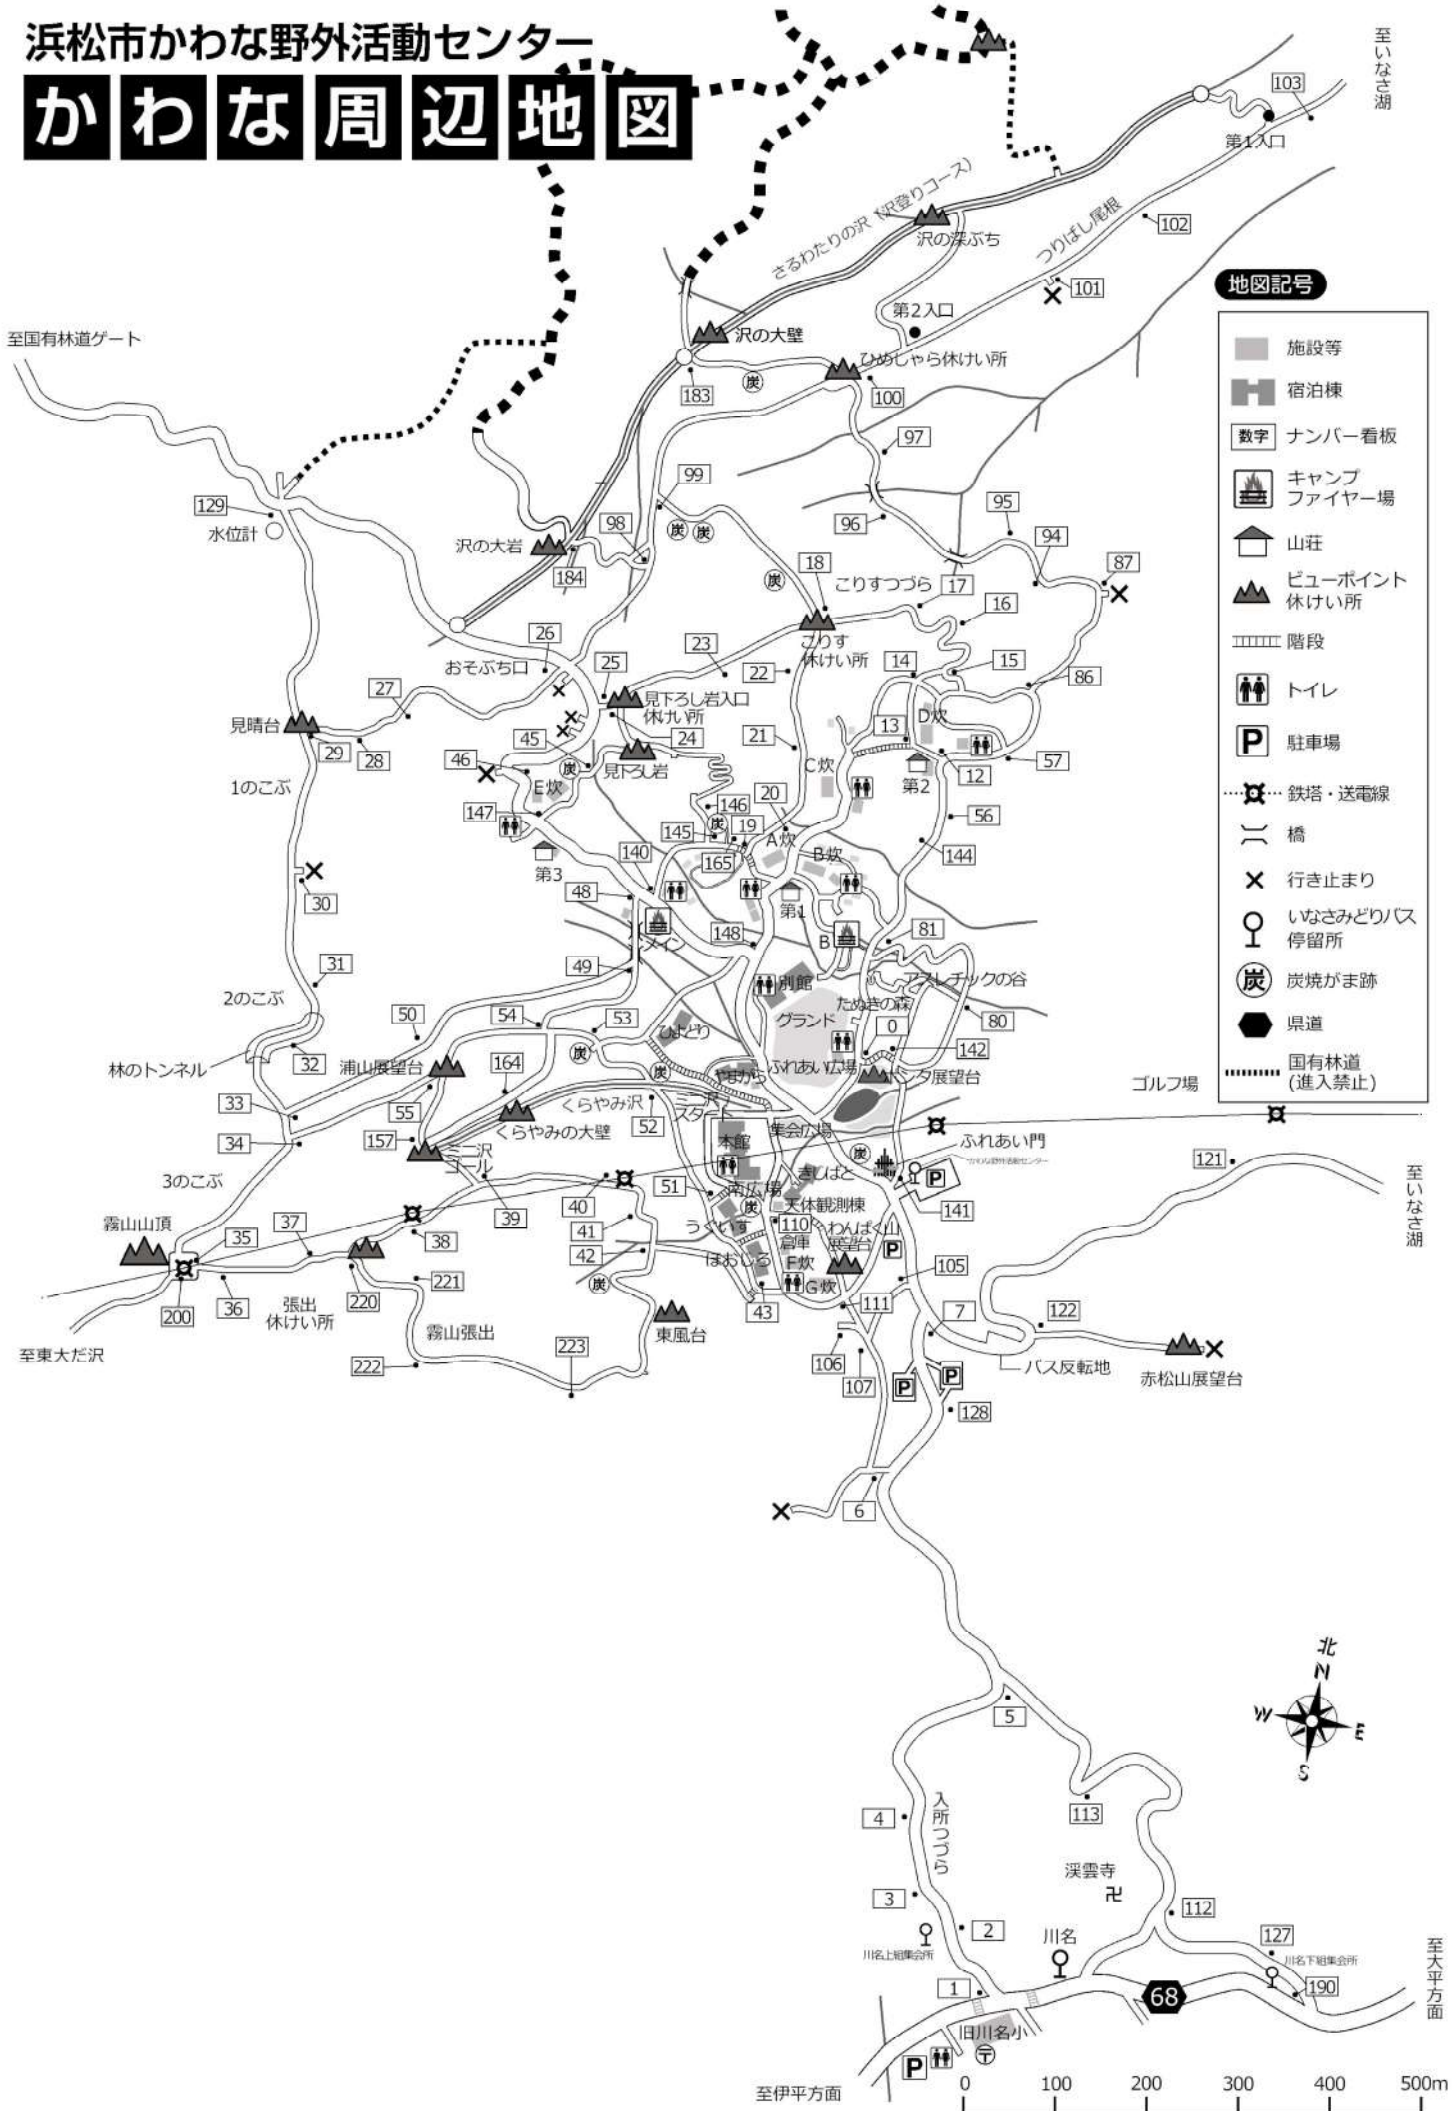 浜松市かわな野外活動センター
かわな周辺地図
至いなさ湖
103
第1入口
さるわたりの沢（沢登りコース）
沢の深ぶち
102
つりばし尾根
101
第2入口
沢の大壁
ひめしゃら休けい所
至国有林道ゲート
炭
183
100
97
99
129
水位計
沢の大岩
98
炭
炭
96
95
94
184
炭
18
こりすつづら
17
87
16
26
おそぶち口
25
23
こりす
休けい所
22
14
15
86
27
見下ろし岩入口
休けい所
見晴台
29
28
45
24
21
13
D炊
46
炭
見下ろし岩
C炊
12
57
第2
1のこぶ
E炊
146
20
147
炭
145
19
A炊
56
第3
140
165
B炊
144
48
第1
30
メイン
148
B
81
49
31
2のこぶ
別館
アスレチックの谷
たぬきの森
50
54
53
グランド
0
80
ひよどり
32
林のトンネル
浦山展望台
164
炭
炭
142
やまがら
ふれあい広場
33
55
くらやみ沢
34
157
くらやみの大壁
52
集会広場
本館
ミニ沢
ゴール
ゴルフ場
ふれあい門
かわな野外活動センター
121
至いなさ湖
3のこぶ
40
51
南広場
炭
きじばと
141
霧山山頂
39
41
炭
天体観測棟
37
38
うぐいす
110
わんぱく山
展望台
35
42
倉庫
ほおじろ
F炊
P
P
105
221
炭
G炊
36
220
200
張出
休けい所
43
111
7
122
霧山張出
東風台
106
至東大だ沢
222
223
107
P
P
バス反転地
赤松山展望台
128
6
5
113
4
入所つづら
渓雲寺
卍
3
2
112
川名上組集会所
川名
127
川名下組集会所
1
68
190
至大平方面
旧川名小
P
〒
至伊平方面
0 100 200 300 400 500m
北
N
W
E
S
地図記号
施設等
宿泊棟
数字 ナンバー看板
キャンプ
ファイヤー場
山荘
ビューポイント
休けい所
階段
トイレ
P 駐車場
鉄塔・送電線
橋
行き止まり
いなさみどりバス
停留所
炭 炭焼がま跡
県道
国有林道
(進入禁止)